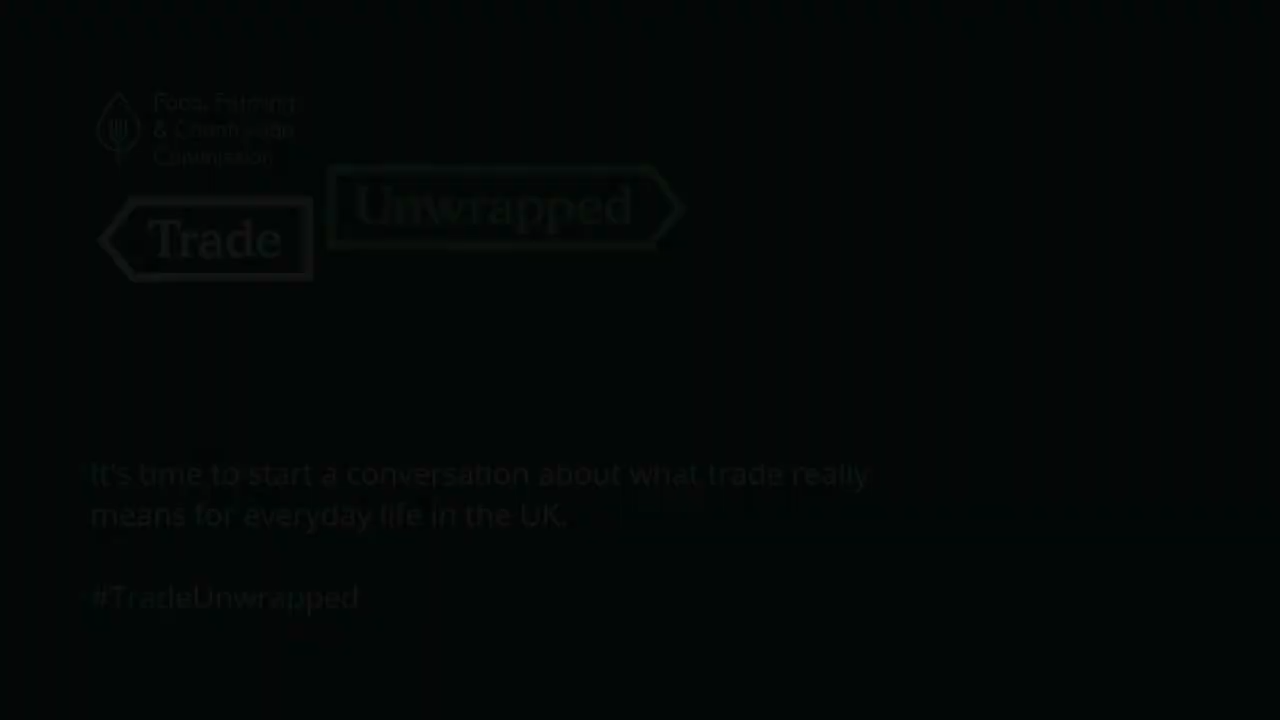 Food, Farming
& Countryside
Commission
Trade
Unwrapped
It's time to start a conversation about what trade really
means for everyday life in the UK.
#TradeUnwrapped